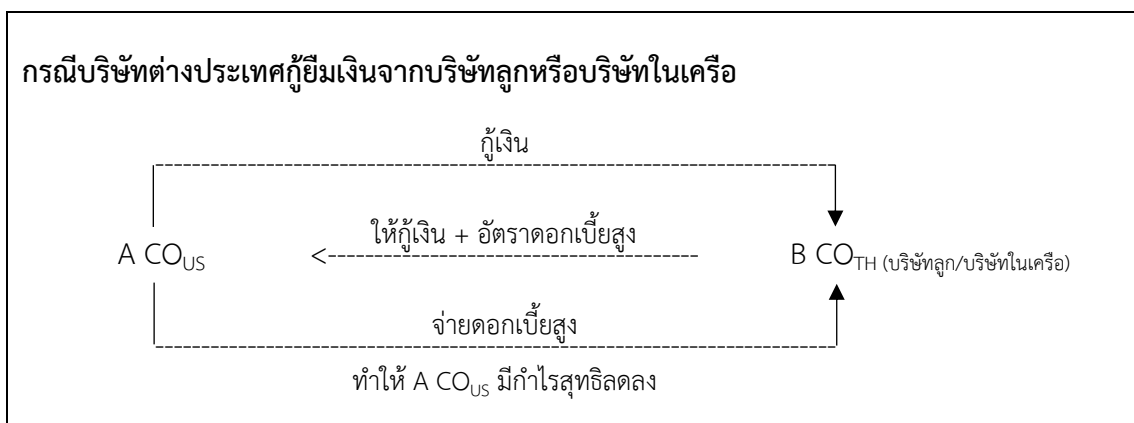 กรณีบริษัทต่างประเทศกู้ยืมเงินจากบริษัทลูกหรือบริษัทในเครือ
กู้เงิน
ให้กู้เงิน + อัตราดอกเบี้ยสูง
A CO US
B CO TH (บริษัทลูก/บริษัทในเครือ)
จ่ายดอกเบี้ยสูง
ทำให้ A CO US มีกำไรสุทธิลดลง